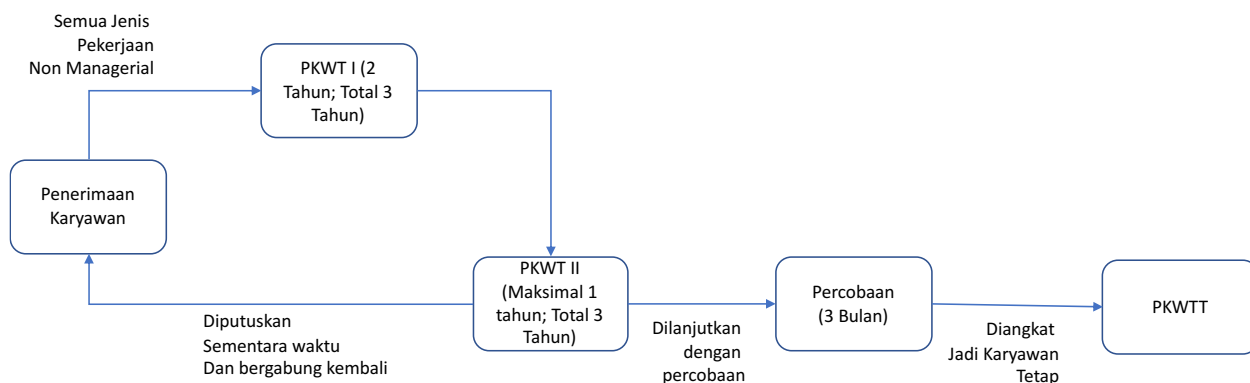 Semua Jenis
Pekerjaan
Non Managerial
PKWT I (2
Tahun; Total 3
Tahun)
Penerimaan
Karyawan
PKWT II
(Maksimal 1
tahun; Total 3
Tahun)
Diputuskan
Sementara waktu
Dan bergabung kembali
Dilanjutkan
dengan
percobaan
Percobaan
(3 Bulan)
Diangkat
Jadi Karyawan
Tetap
PKWTT